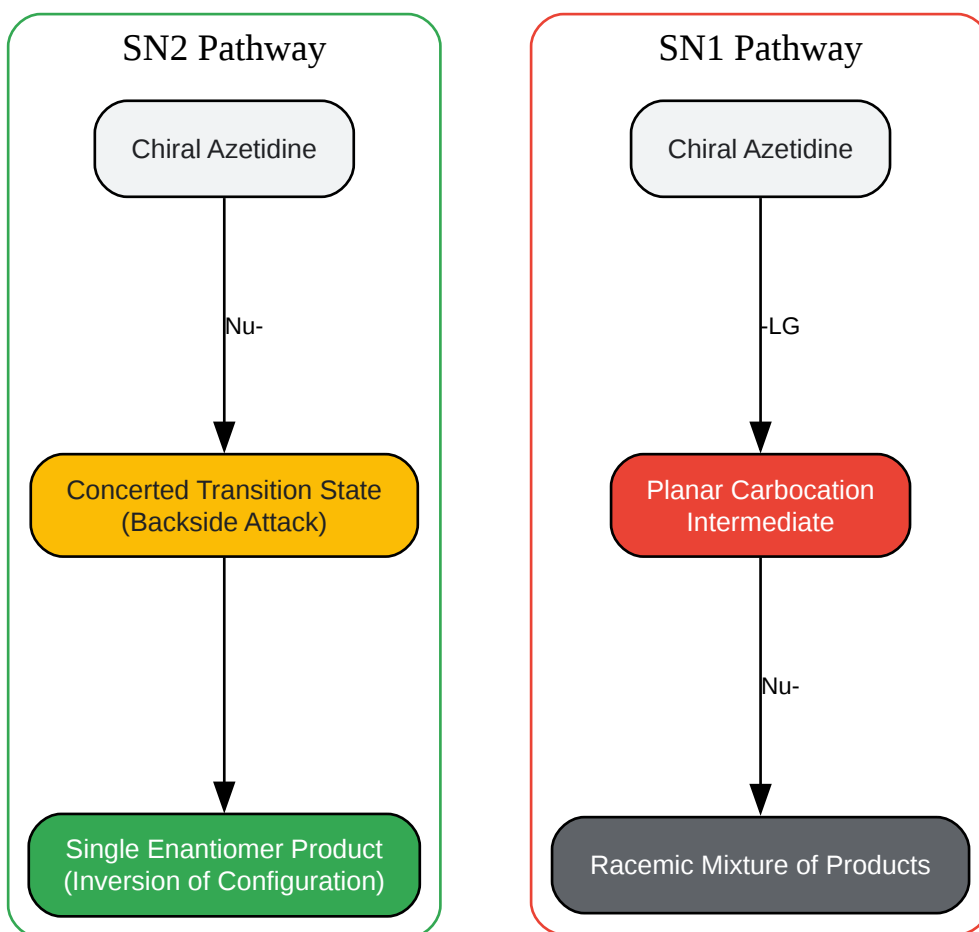 SN2 Pathway
Chiral Azetidine
Nu-
Concerted Transition State
(Backside Attack)
Single Enantiomer Product
(Inversion of Configuration)
SN1 Pathway
Chiral Azetidine
-LG
Planar Carbocation
Intermediate
Nu-
Racemic Mixture of Products